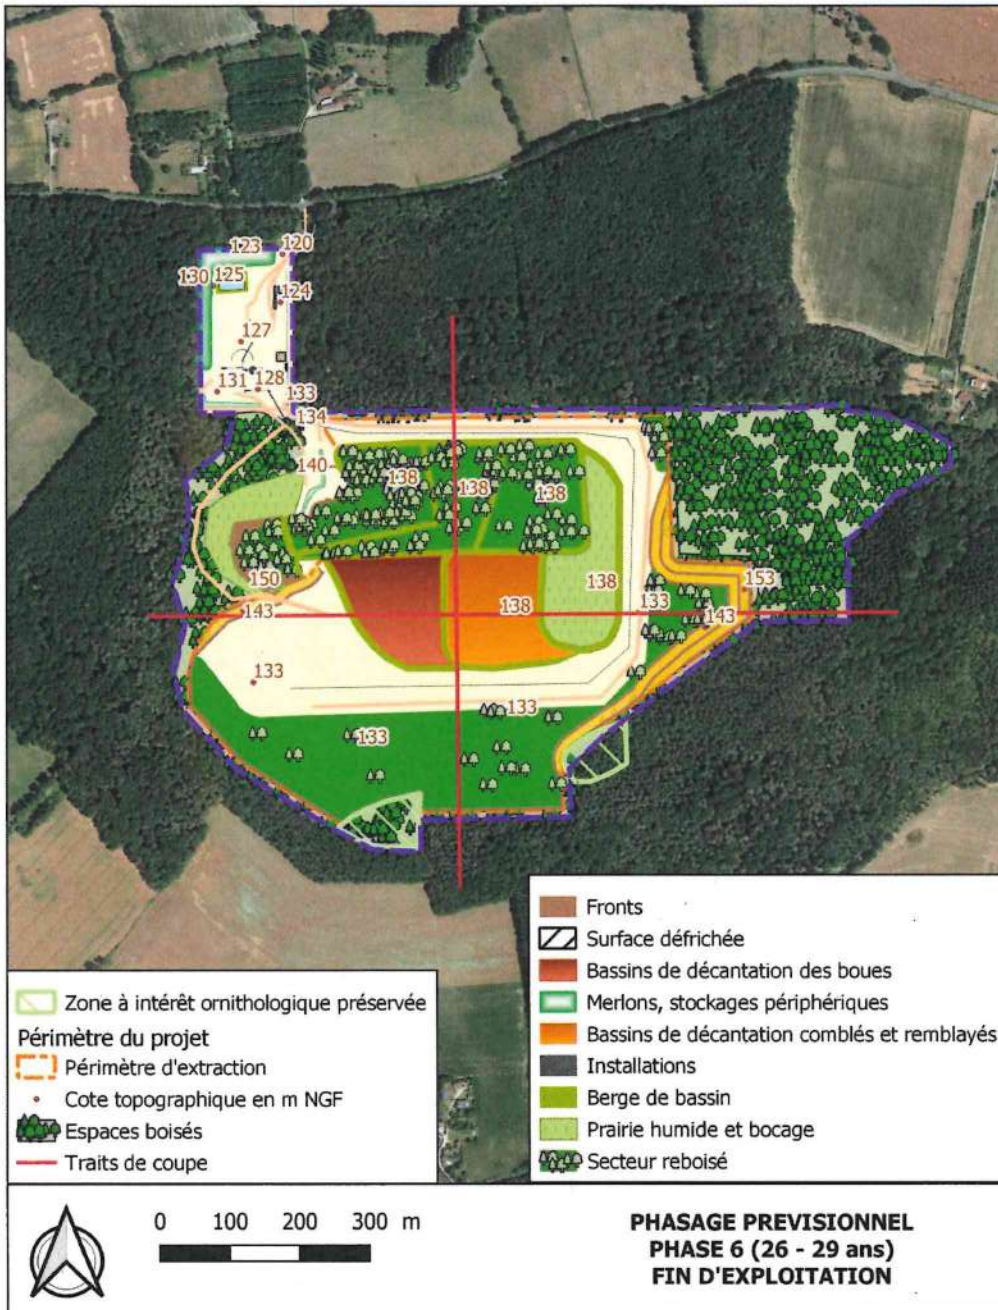 120
123
130
125
124
127
131
128
133
134
140
138
138
138
150
138
153
143
138
133
143
133
133
133
Zone à intérêt ornithologique préservée
Périmètre du projet
Périmètre d'extraction
Cote topographique en m NGF
Espaces boisés
Traits de coupe
Fronts
Surface défrichée
Bassins de décantation des boues
Merlons, stockages périphériques
Bassins de décantation comblés et remblayés
Installations
Berge de bassin
Prairie humide et bocage
Secteur reboisé
0 100 200 300 m
PHASAGE PREVISIONNEL
PHASE 6 (26 - 29 ans)
FIN D'EXPLOITATION